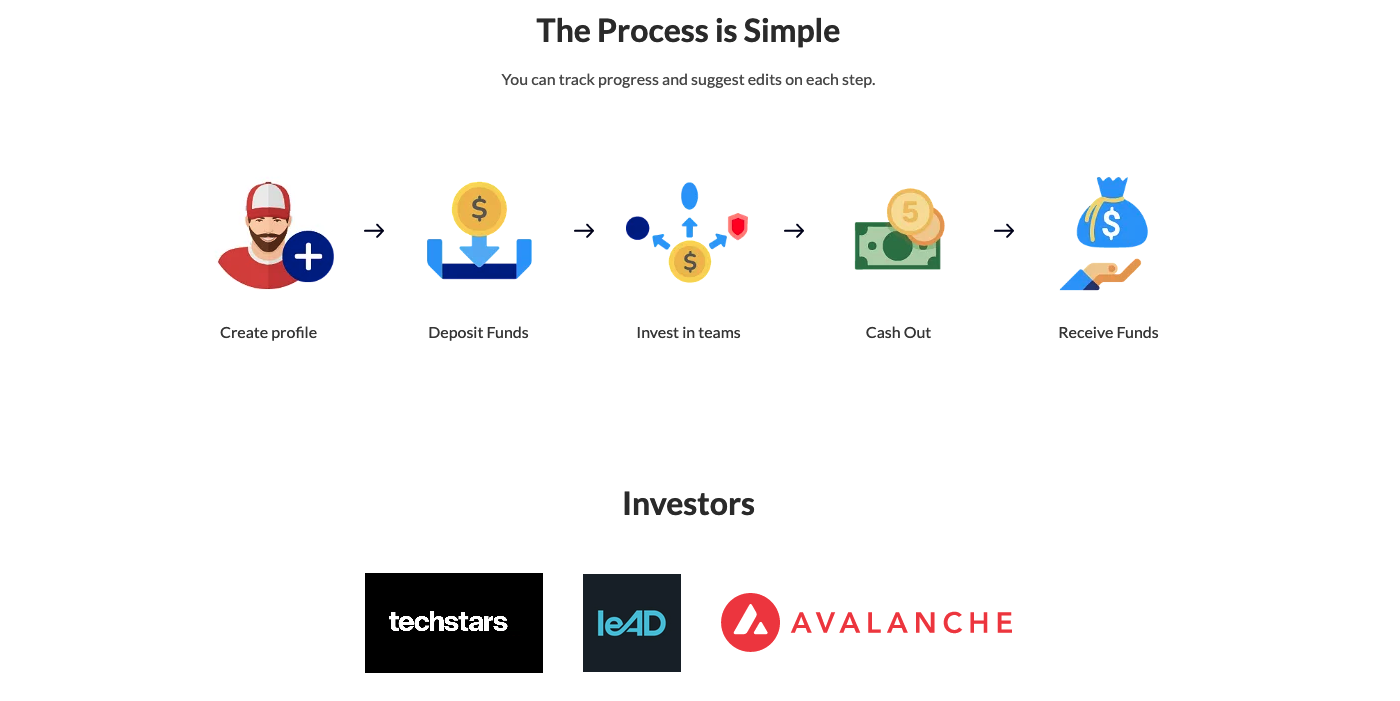 The Process is Simple
You can track progress and suggest edits on each step.
$
$
5
$
Create profile
Deposit Funds
Invest in teams
Cash Out
Receive Funds
Investors
techstars
leAD
AVALANCHE